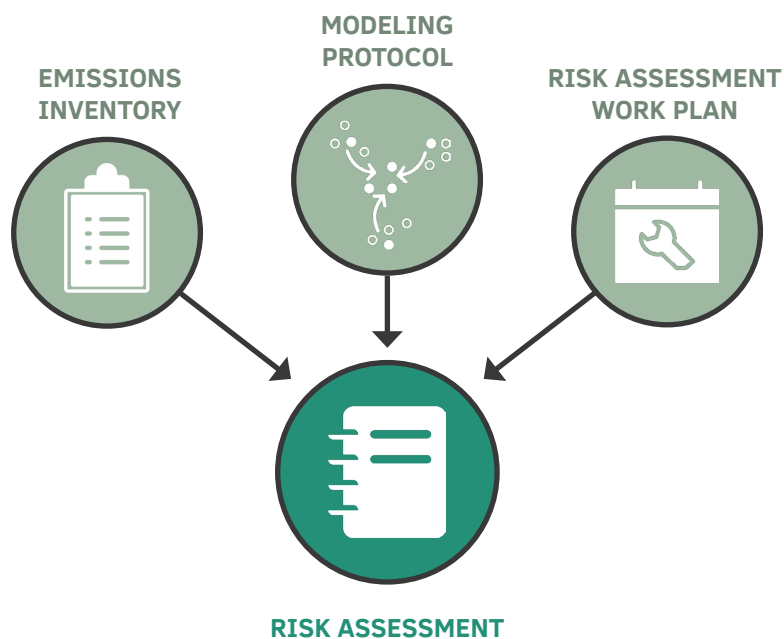 MODELING
PROTOCOL
EMISSIONS
INVENTORY
RISK ASSESSMENT
WORK PLAN
RISK ASSESSMENT